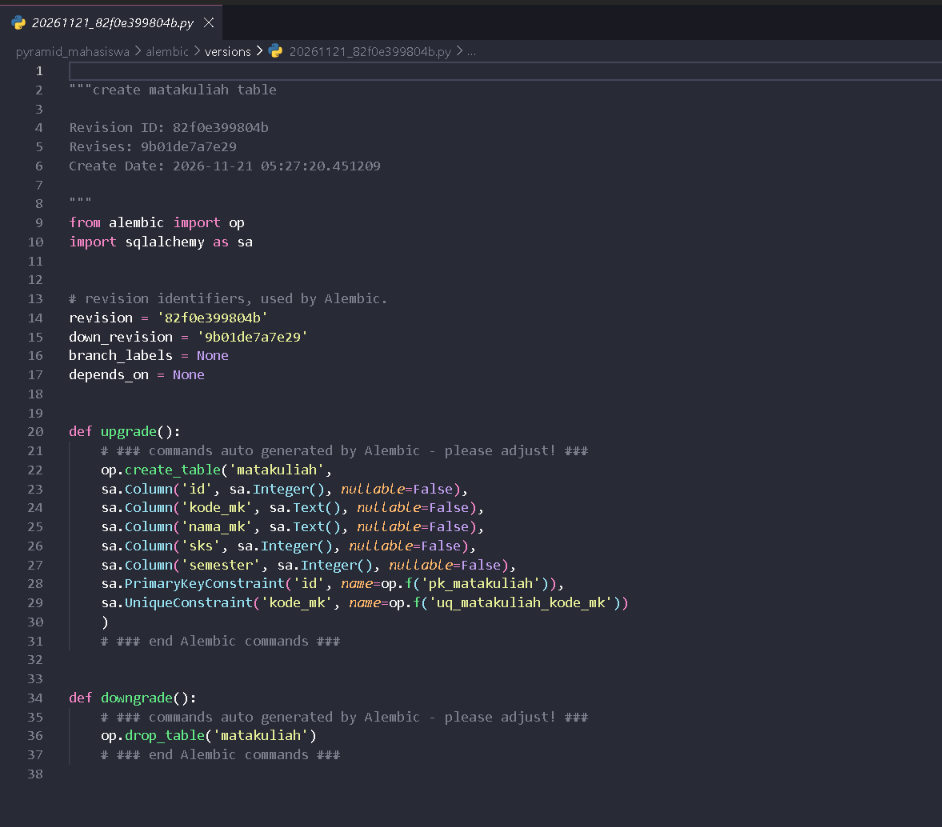 20261121_82f0e399804b.py
pyramid_mahasiswa > alembic > versions > 20261121_82f0e399804b.py > ...
1
2 """create matakuliah table
3
4 Revision ID: 82f0e399804b
5 Revises: 9b01de7a7e29
6 Create Date: 2026-11-21 05:27:20.451209
7
8 """
9 from alembic import op
10 import sqlalchemy as sa
11
12
13 # revision identifiers, used by Alembic.
14 revision = '82f0e399804b'
15 down_revision = '9b01de7a7e29'
16 branch_labels = None
17 depends_on = None
18
19
20 def upgrade():
21     # ### commands auto generated by Alembic - please adjust! ###
22     op.create_table('matakuliah',
23     sa.Column('id', sa.Integer(), nullable=False),
24     sa.Column('kode_mk', sa.Text(), nullable=False),
25     sa.Column('nama_mk', sa.Text(), nullable=False),
26     sa.Column('sks', sa.Integer(), nullable=False),
27     sa.Column('semester', sa.Integer(), nullable=False),
28     sa.PrimaryKeyConstraint('id', name=op.f('pk_matakuliah')),
29     sa.UniqueConstraint('kode_mk', name=op.f('uq_matakuliah_kode_mk'))
30     )
31     # ### end Alembic commands ###
32
33
34 def downgrade():
35     # ### commands auto generated by Alembic - please adjust! ###
36     op.drop_table('matakuliah')
37     # ### end Alembic commands ###
38